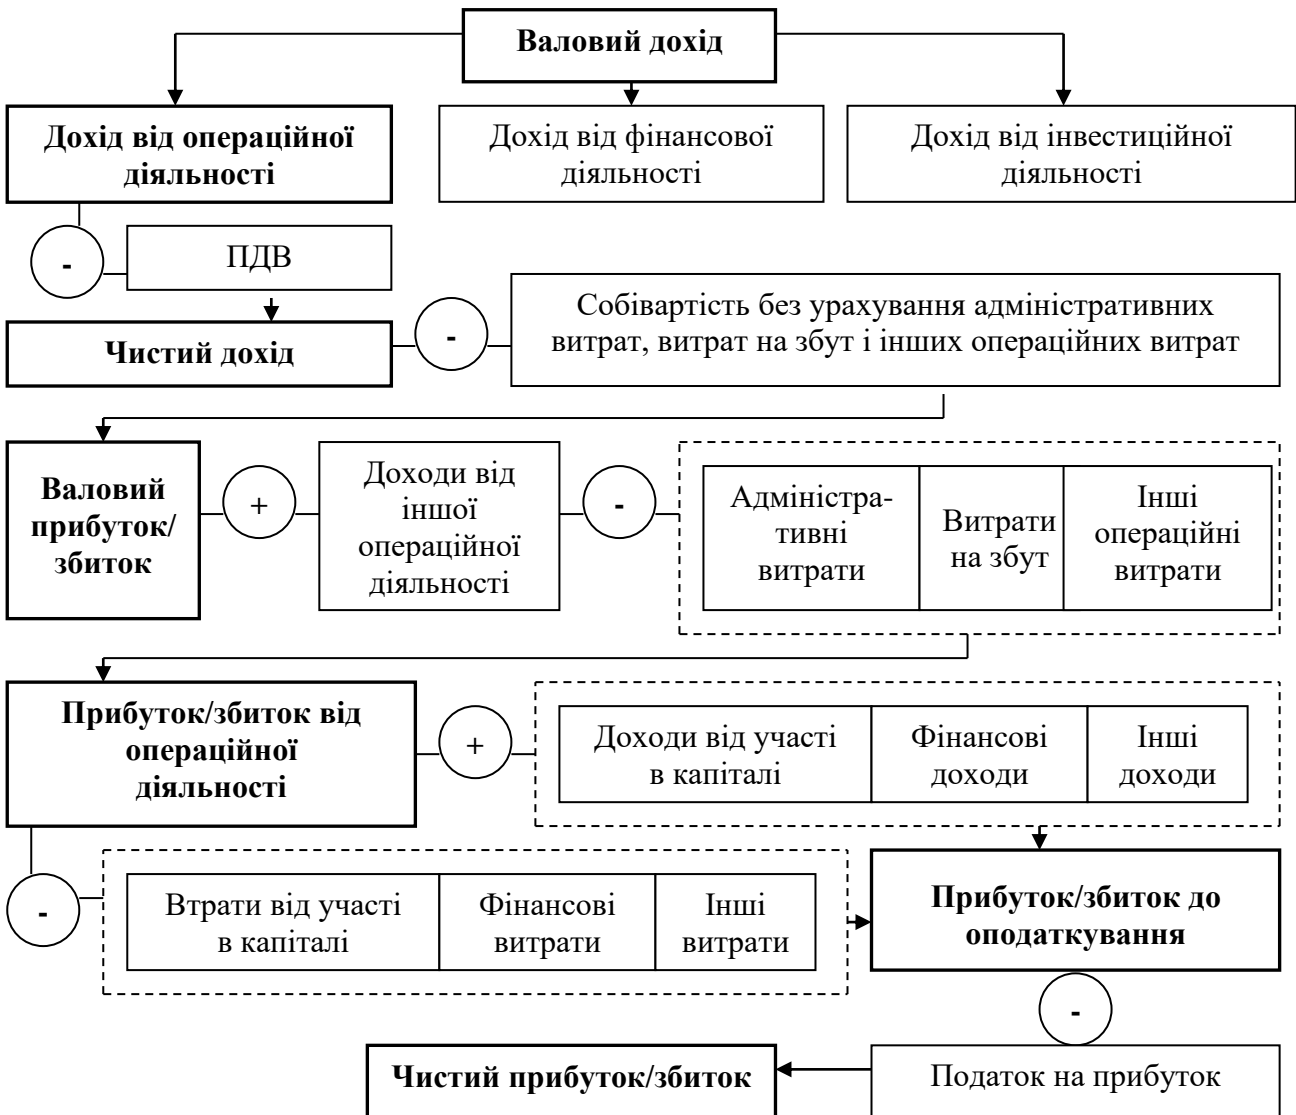 Валовий дохід
Дохід від операційної
діяльності
Дохід від фінансової
діяльності
Дохід від інвестиційної
діяльності
-
ПДВ
Чистий дохід
-
Собівартість без урахування адміністративних
витрат, витрат на збут і інших операційних витрат
Валовий
прибуток/
збиток
+
Доходи від
іншої
операційної
діяльності
-
Адміністра-
тивні
витрати
Витрати
на збут
Інші
операційні
витрати
Прибуток/збиток від
операційної
діяльності
+
Доходи від участі
в капіталі
Фінансові
доходи
Інші
доходи
-
Втрати від участі
в капіталі
Фінансові
витрати
Інші
витрати
Прибуток/збиток до
оподаткування
-
Чистий прибуток/збиток
Податок на прибуток